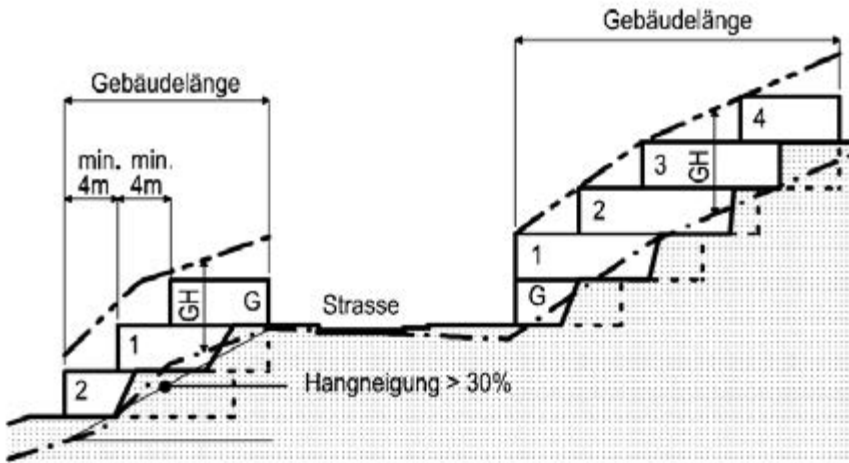 Gebäudelänge
Gebäudelänge
4
min. min.
4m 4m
3
GH
2
1
GH
G
Strasse
G
1
2
Hangneigung > 30%